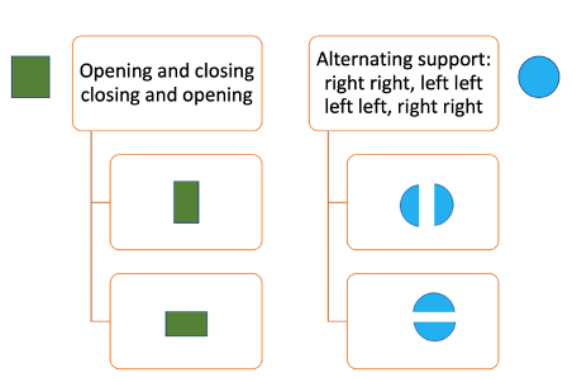 Opening and closing
closing and opening
Alternating support:
right right, left left
left left, right right